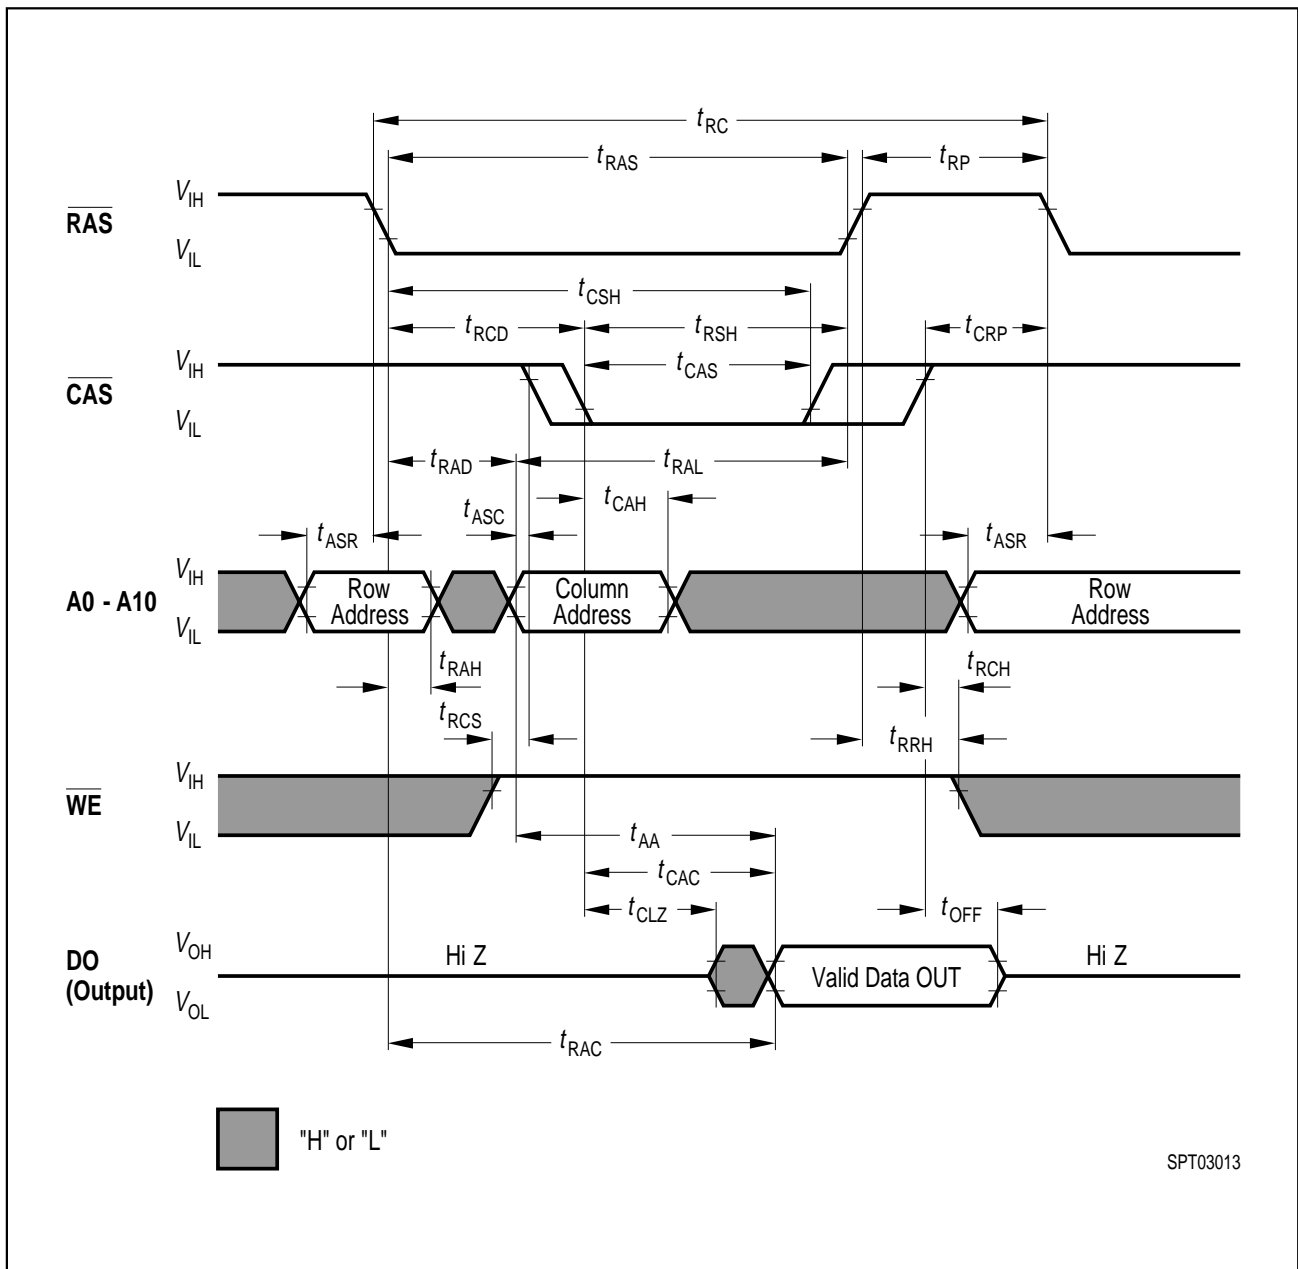 tRC
tRAS tRP
VIH
RAS
VIL
tCSH
tRCD tRSH tCRP
VIH tCAS
CAS
VIL
tRAD tRAL
tASC tCAH
tASR tASR
VIH Row Column Row
A0 - A10 Address Address Address
VIL
tRAH tRCH
tRCS tRRH
VIH
WE
VIL tAA
tCAC
tCLZ tOFF
VOH Hi Z Hi Z
DO
(Output) Valid Data OUT
VOL
tRAC
"H" or "L"
SPT03013